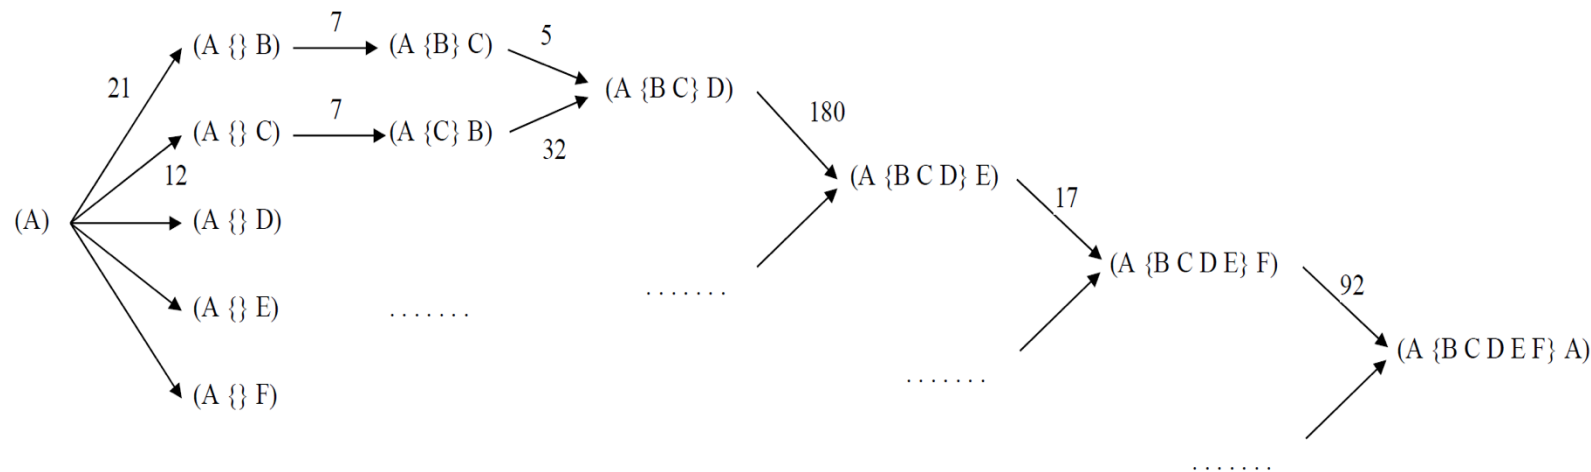 7
(A {} B)
(A {B} C)
5
21
(A {B C} D)
7
180
(A {} C)
(A {C} B)
32
12
(A {B C D} E)
17
(A)
(A {} D)
(A {B C D E} F)
92
. . . . . . .
(A {} E)
. . . . . . .
(A {B C D E F} A)
. . . . . . .
(A {} F)
. . . . . . .